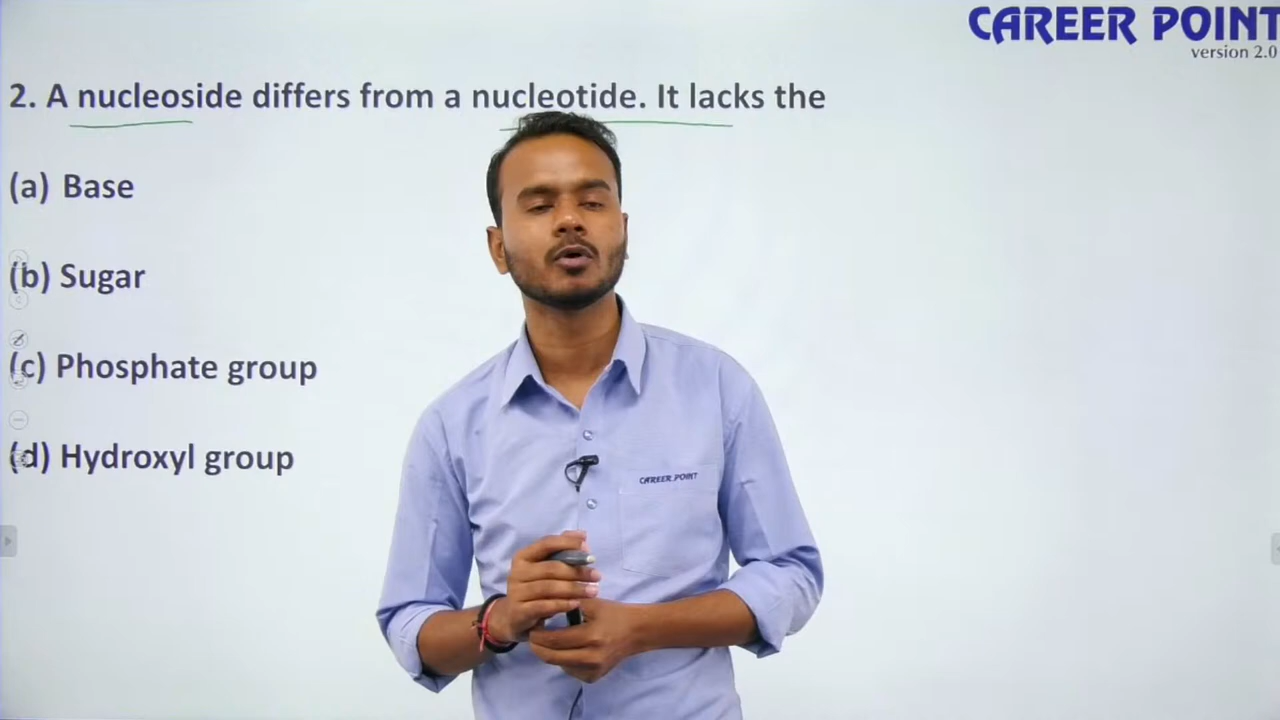 CAREER POINT
version 2.0
2. A nucleoside differs from a nucleotide. It lacks the
(a) Base
(b) Sugar
(c) Phosphate group
(d) Hydroxyl group
CAREER POINT